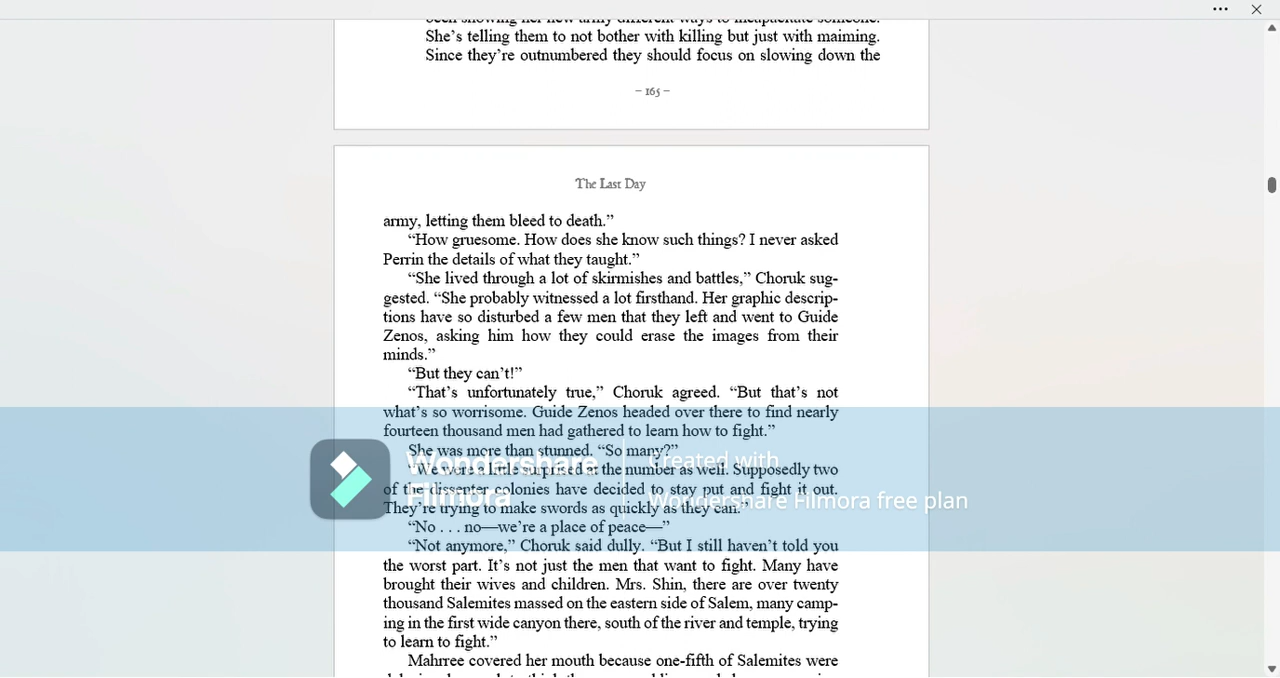 been showing her new army different ways to incapacitate someone.
She’s telling them to not bother with killing but just with maiming.
Since they’re outnumbered they should focus on slowing down the
– 165 –
The Last Day
army, letting them bleed to death.”
“How gruesome. How does she know such things? I never asked
Perrin the details of what they taught.”
“She lived through a lot of skirmishes and battles,” Choruk sug-
gested. “She probably witnessed a lot firsthand. Her graphic descrip-
tions have so disturbed a few men that they left and went to Guide
Zenos, asking him how they could erase the images from their
minds.”
“But they can’t!”
“That’s unfortunately true,” Choruk agreed. “But that’s not
what’s so worrisome. Guide Zenos headed over there to find nearly
fourteen thousand men had gathered to learn how to fight.”
She was more than stunned. “So many?”
“We were a little surprised at the number as well. Supposedly two
of the dissenter colonies have decided to stay put and fight it out.
They’re trying to make swords as quickly as they can.”
“No . . . no—we’re a place of peace—”
“Not anymore,” Choruk said dully. “But I still haven’t told you
the worst part. It’s not just the men that want to fight. Many have
brought their wives and children. Mrs. Shin, there are over twenty
thousand Salemites massed on the eastern side of Salem, many camp-
ing in the first wide canyon there, south of the river and temple, trying
to learn to fight.”
Mahrree covered her mouth because one-fifth of Salemites were
Wondershare
Filmora
Created with
Wondershare Filmora free plan